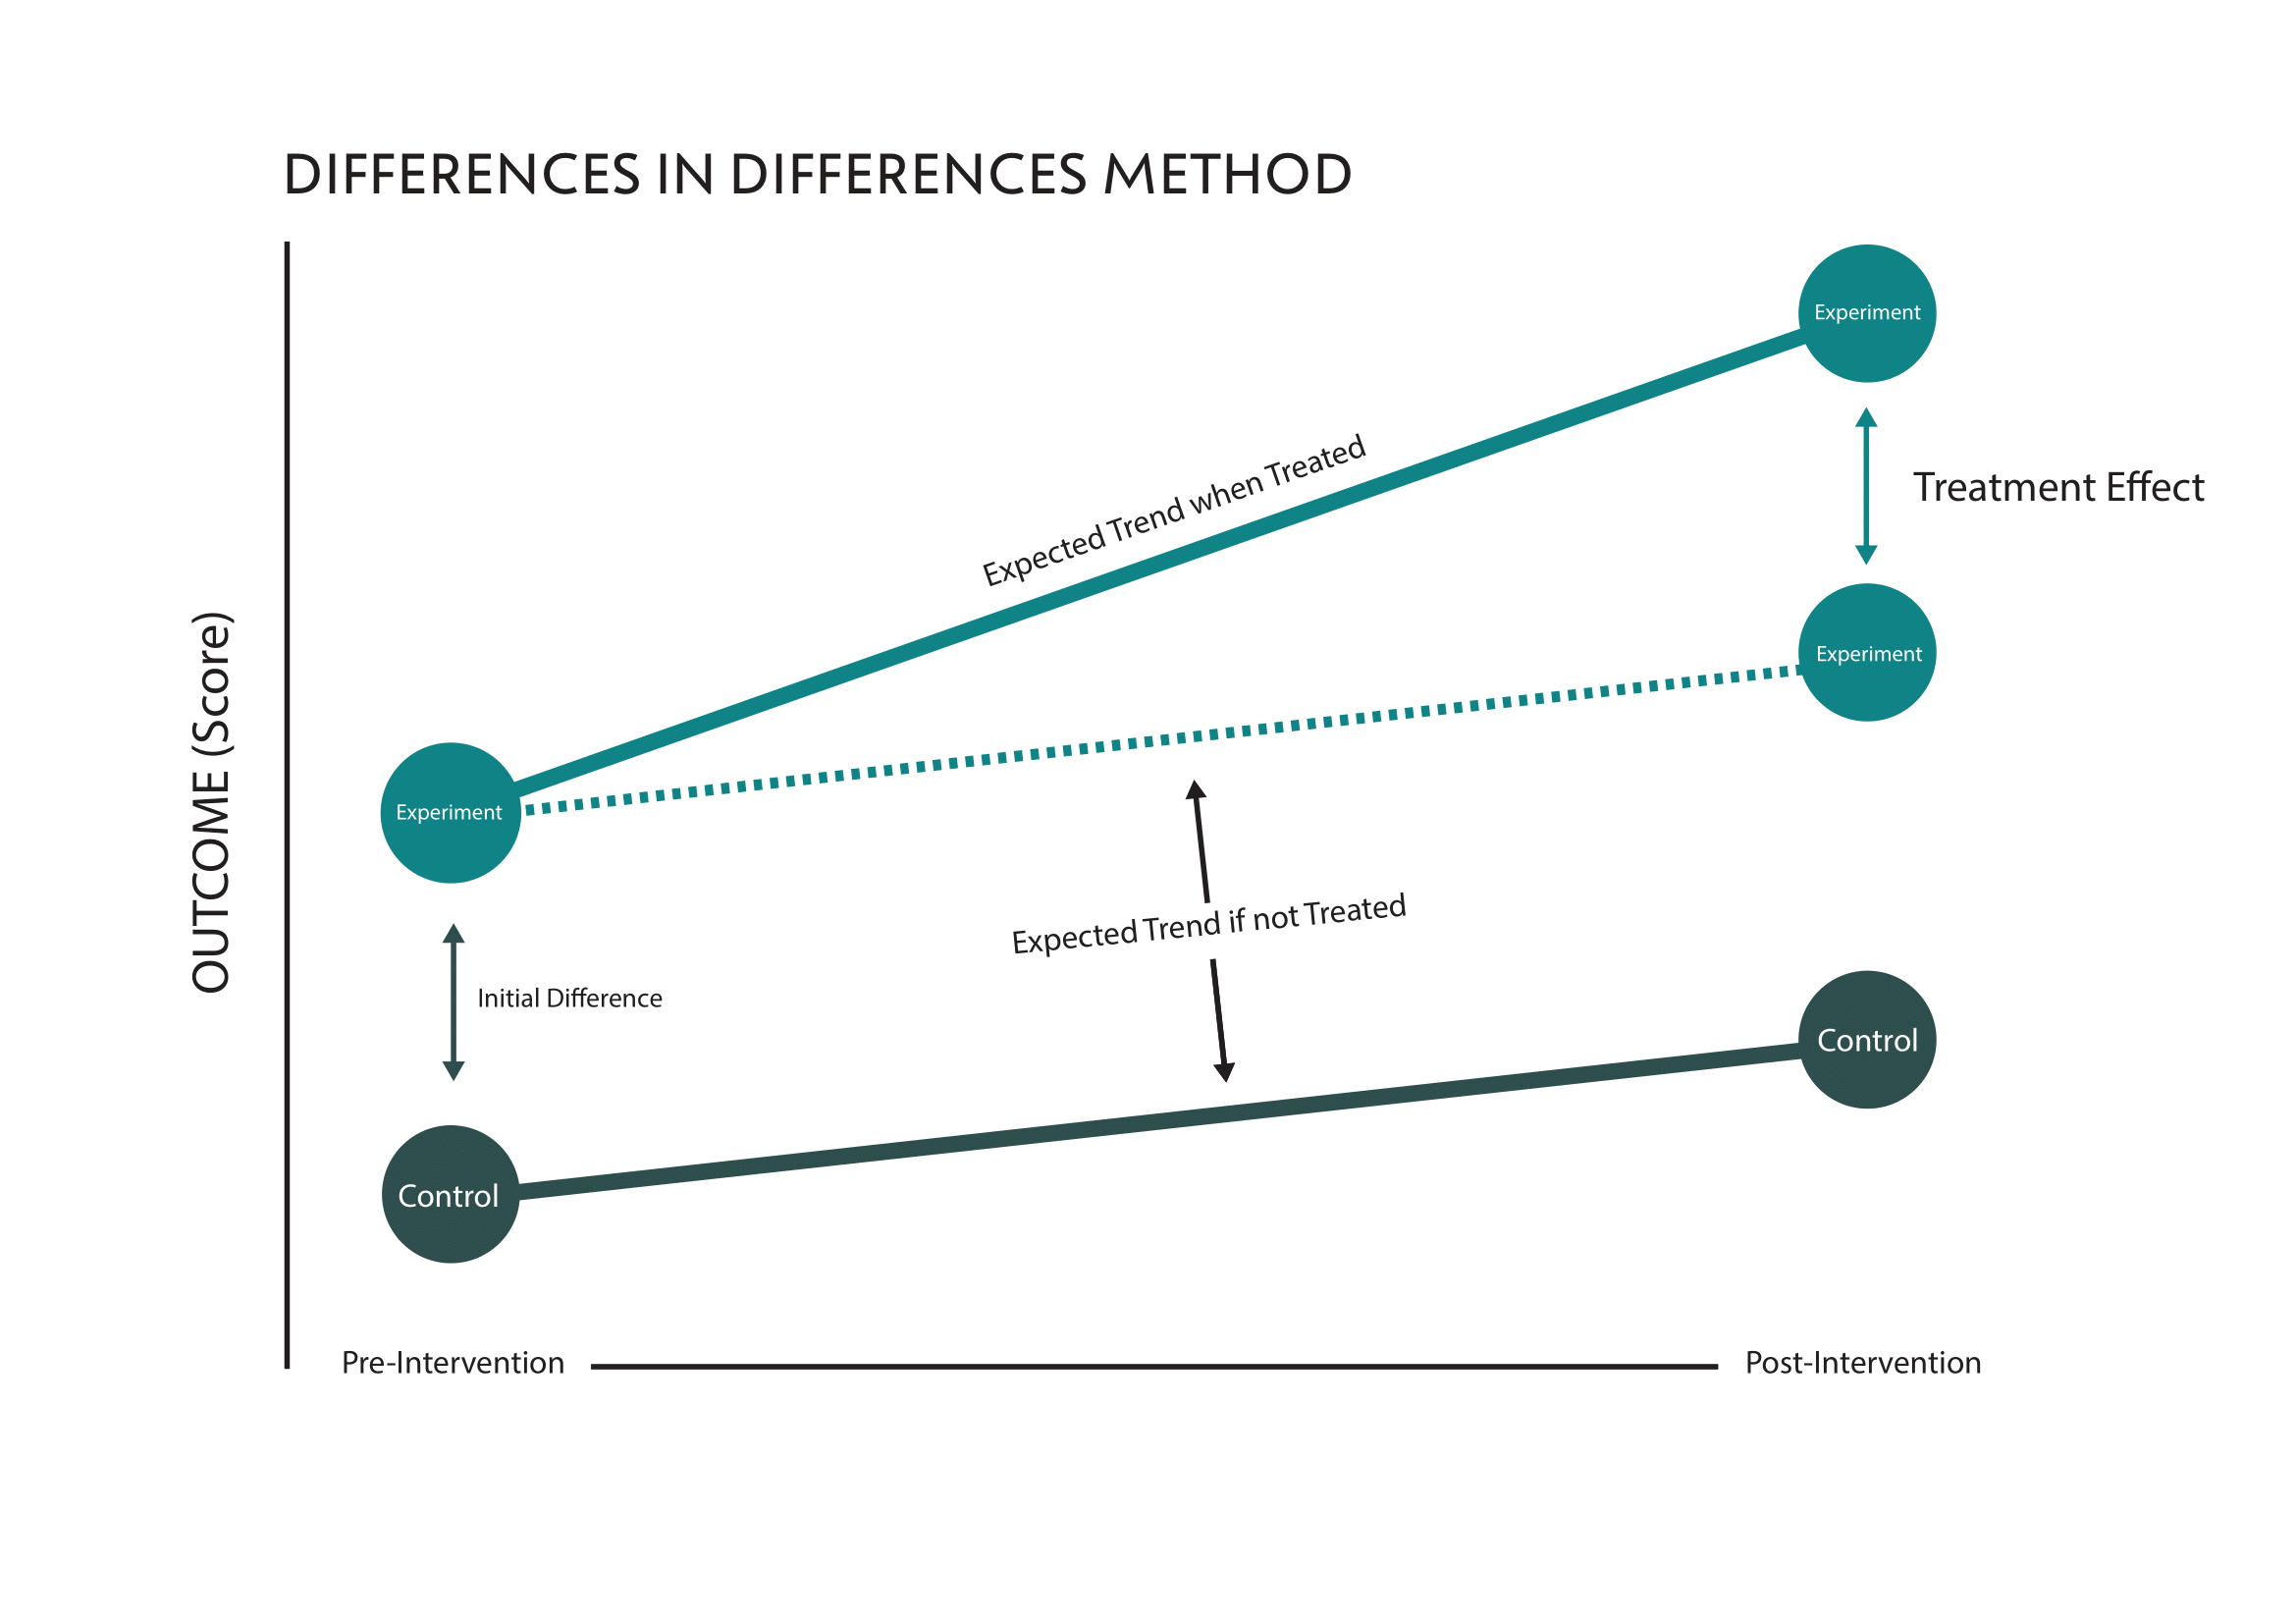 DIFFERENCES IN DIFFERENCES METHOD
OUTCOME (Score)
Experiment
Expected Trend when Treated
Treatment Effect
Experiment
Experiment
Expected Trend if not Treated
Initial Difference
Control
Control
Pre-Intervention
Post-Intervention